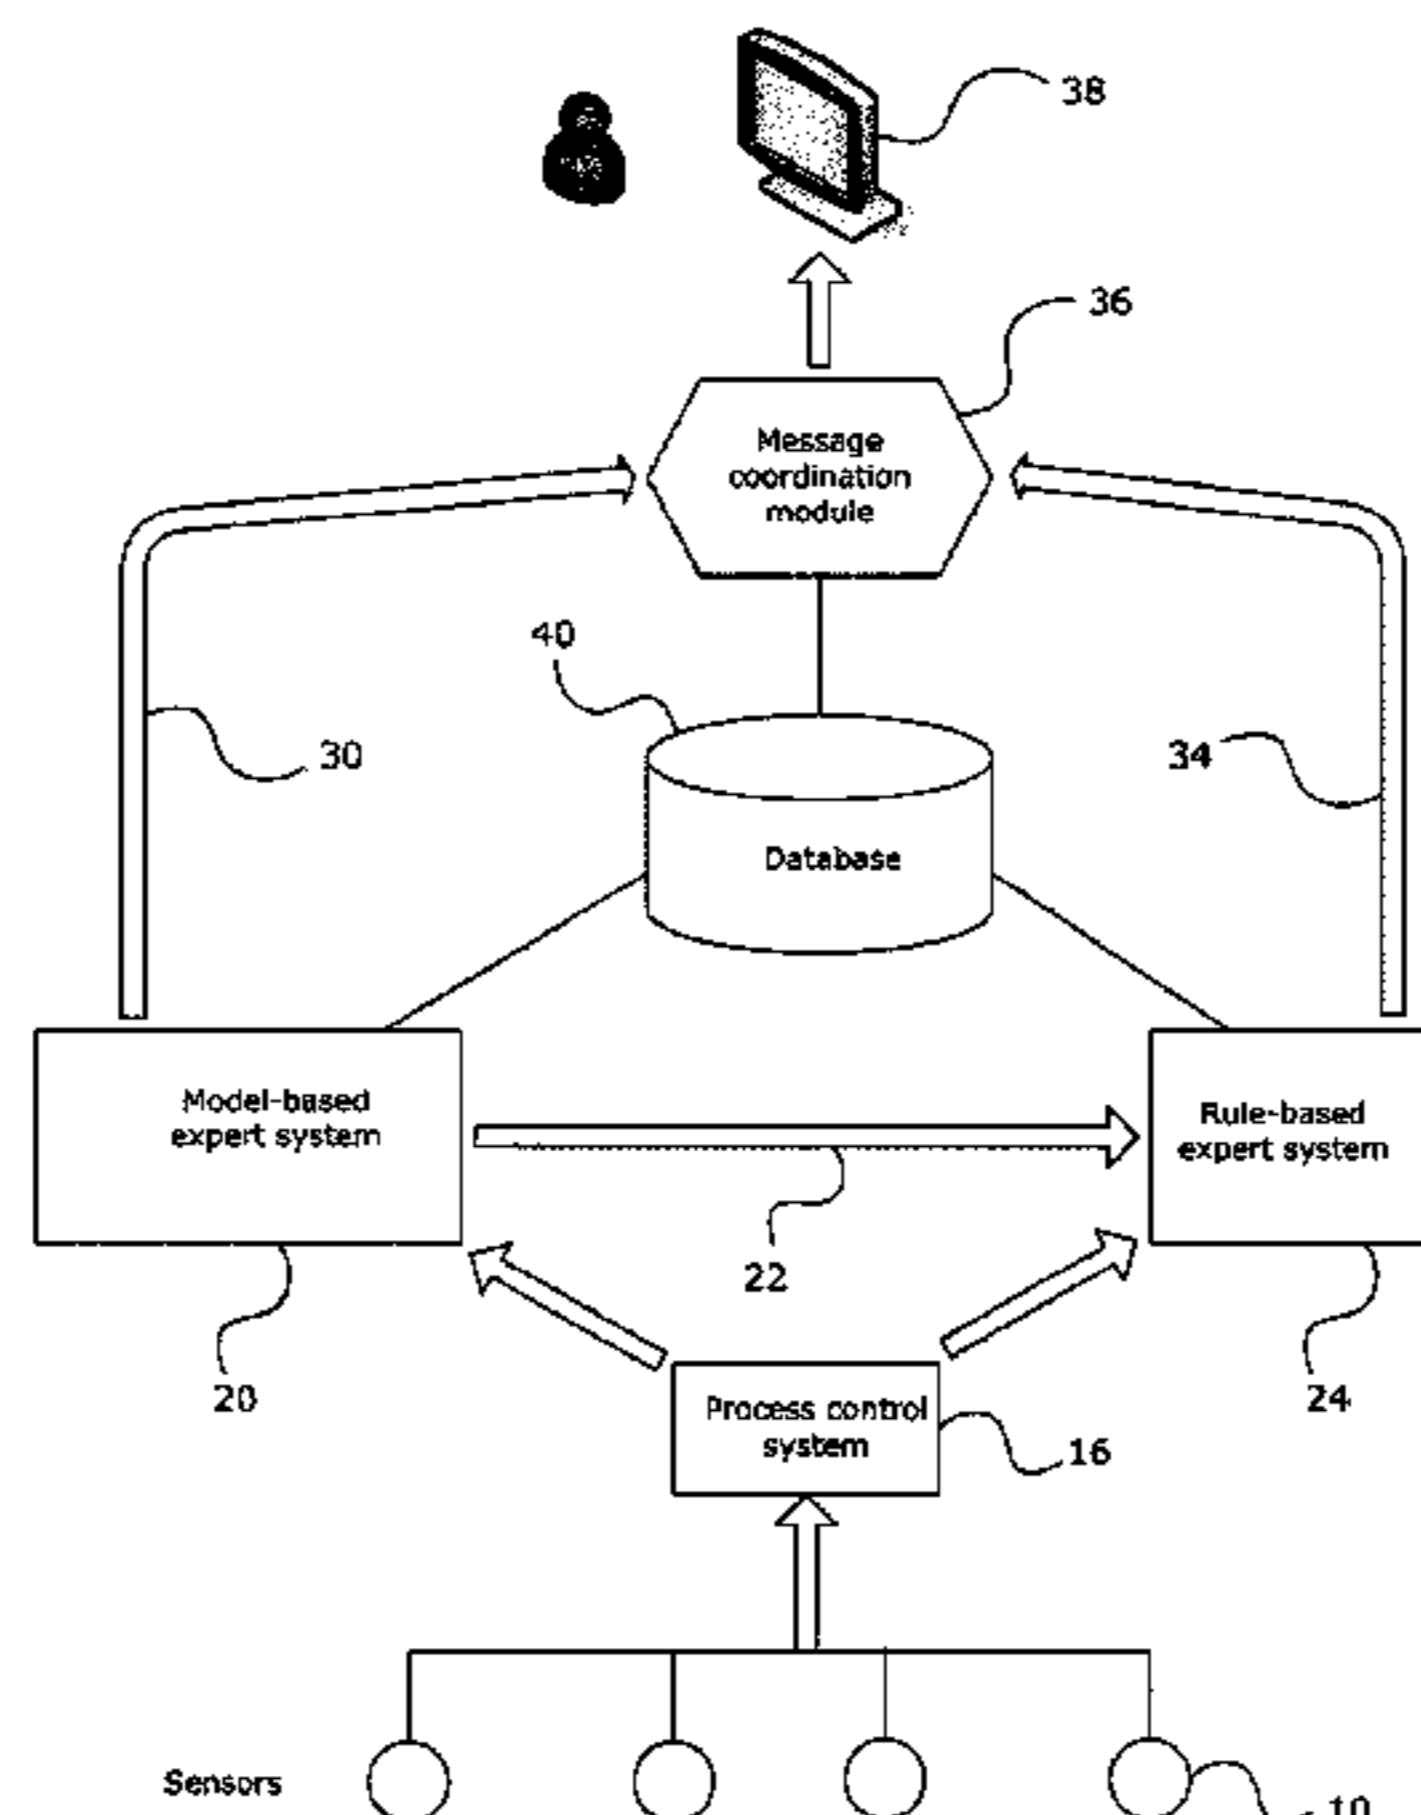 38
36
Message
coordination
module
40
30
34
Database
Model-based
expert system
Rule-based
expert system
22
20
24
Process control
system
16
Sensors
10